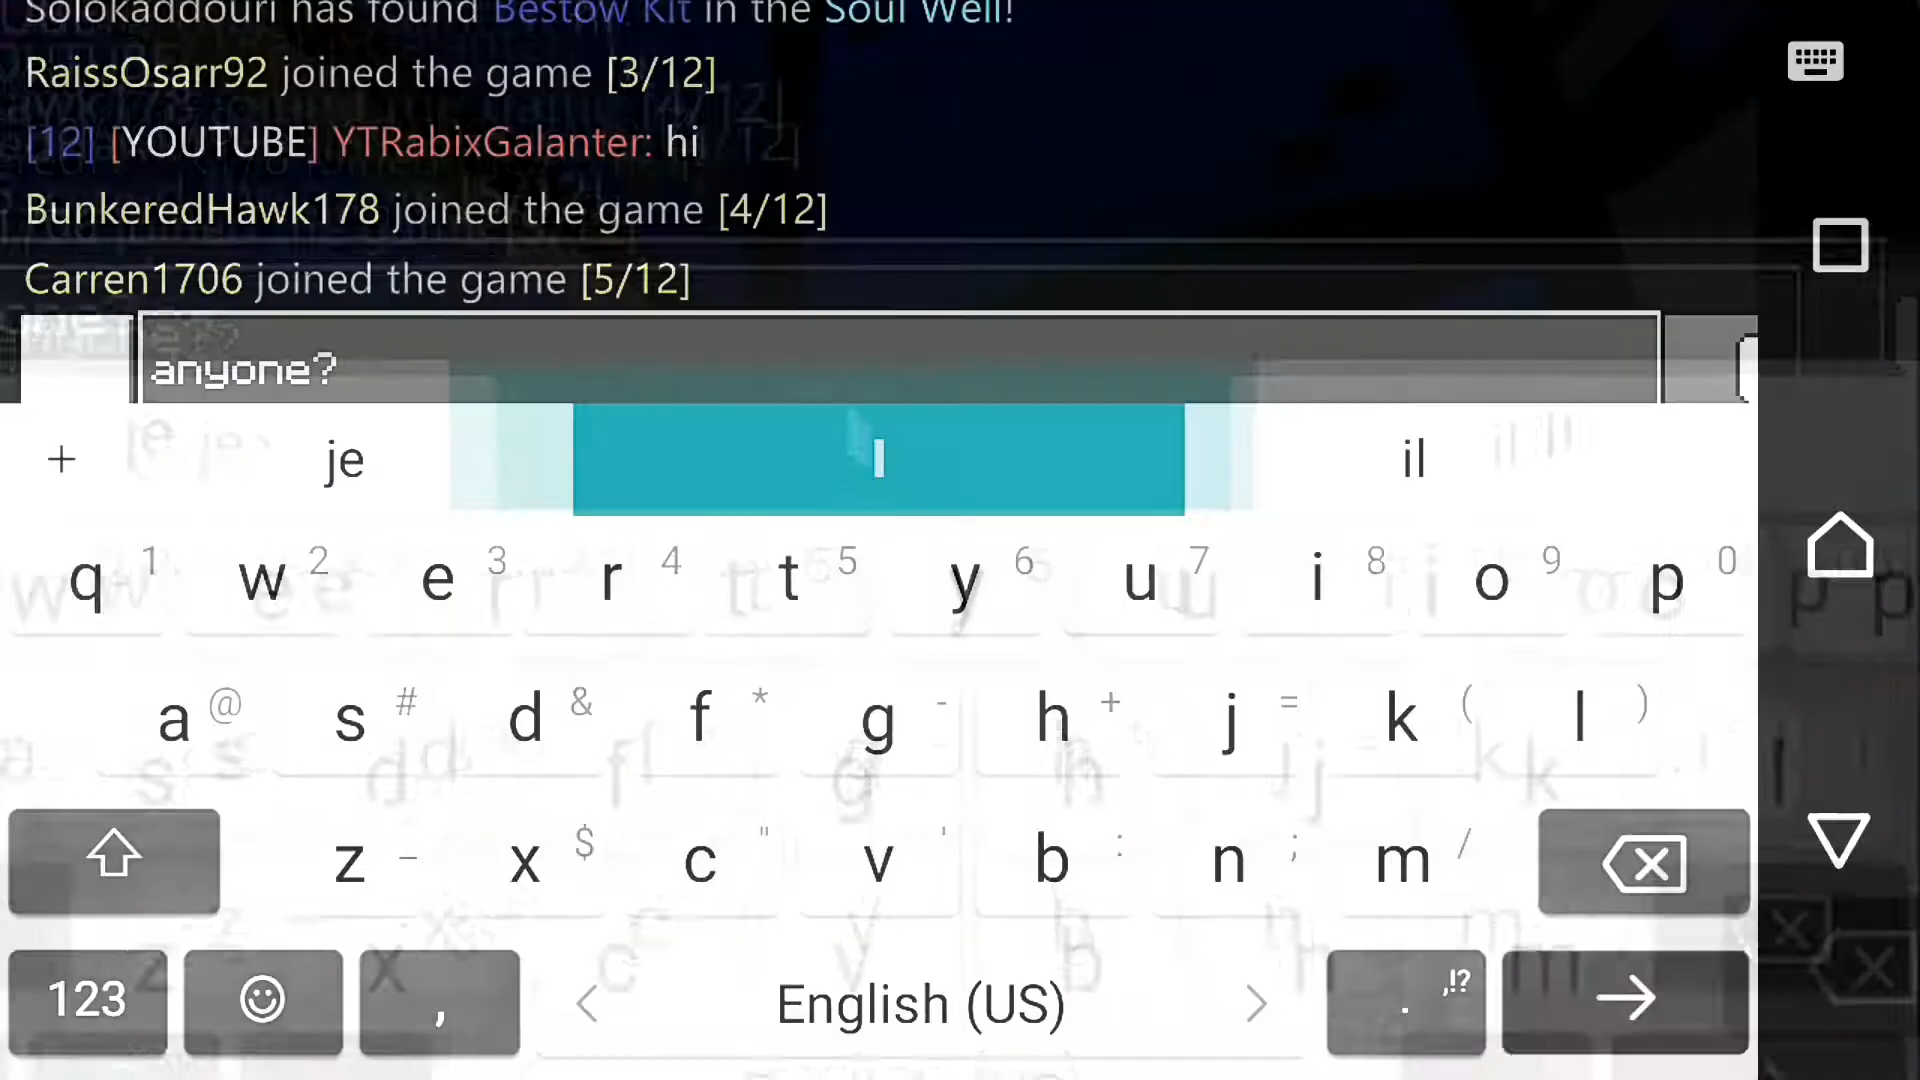 Solokaddouri has found Bestow Kit in the Soul Well!
RaissOsarr92 joined the game [3/12]
[12] [YOUTUBE] YTRabixGalanter: hi
BunkeredHawk178 joined the game [4/12]
Carren1706 joined the game [5/12]
anyone?
+ je I il
q 1 w 2 e 3 r 4 t 5 y 6 u 7 i 8 o 9 p 0
a @ s # d & f * g - h + j = k ( l )
z _ x $ c " v ' b : n ; m /
123 , < English (US) > . ,!?